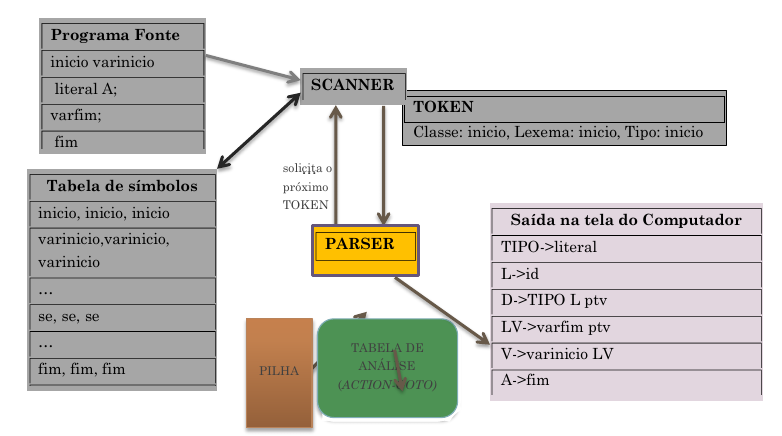 Programa Fonte
inicio varinicio
literal A;
varfim;
fim
SCANNER
TOKEN
Classe: inicio, Lexema: inicio, Tipo: inicio
solicita o
próximo
TOKEN
Tabela de símbolos
inicio, inicio, inicio
varinicio,varinicio,
varinicio
...
se, se, se
...
fim, fim, fim
PARSER
Saída na tela do Computador
TIPO->literal
L->id
D->TIPO L ptv
LV->varfim ptv
V->varinicio LV
A->fim
PILHA
TABELA DE
ANÁLISE
(ACTION-GOTO)